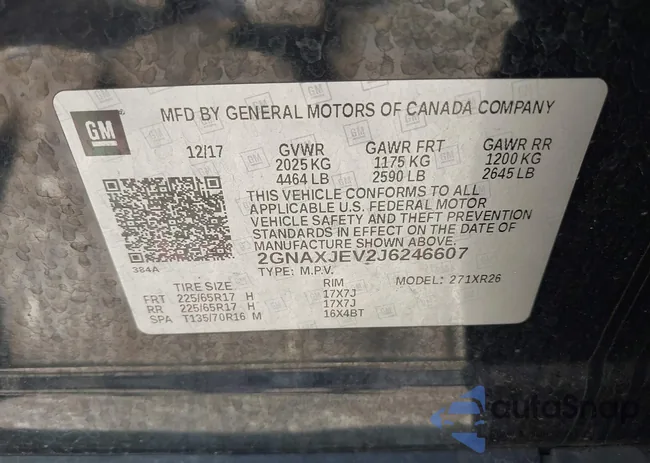 GM
MFD BY GENERAL MOTORS OF CANADA COMPANY
12/17 GVWR GAWR FRT GAWR RR
2025 KG 1175 KG 1200 KG
4464 LB 2590 LB 2645 LB
THIS VEHICLE CONFORMS TO ALL
APPLICABLE U.S. FEDERAL MOTOR
VEHICLE SAFETY AND THEFT PREVENTION
STANDARDS IN EFFECT ON THE DATE OF
MANUFACTURE SHOWN ABOVE.
2GNAXJEV2J6246607
TYPE: M.P.V. MODEL: 271XR26
384A
TIRE SIZE RIM
FRT 225/65R17 H 17X7J
RR 225/65R17 H 17X7J
SPA T135/70R16 M 16X4BT
autoSnap